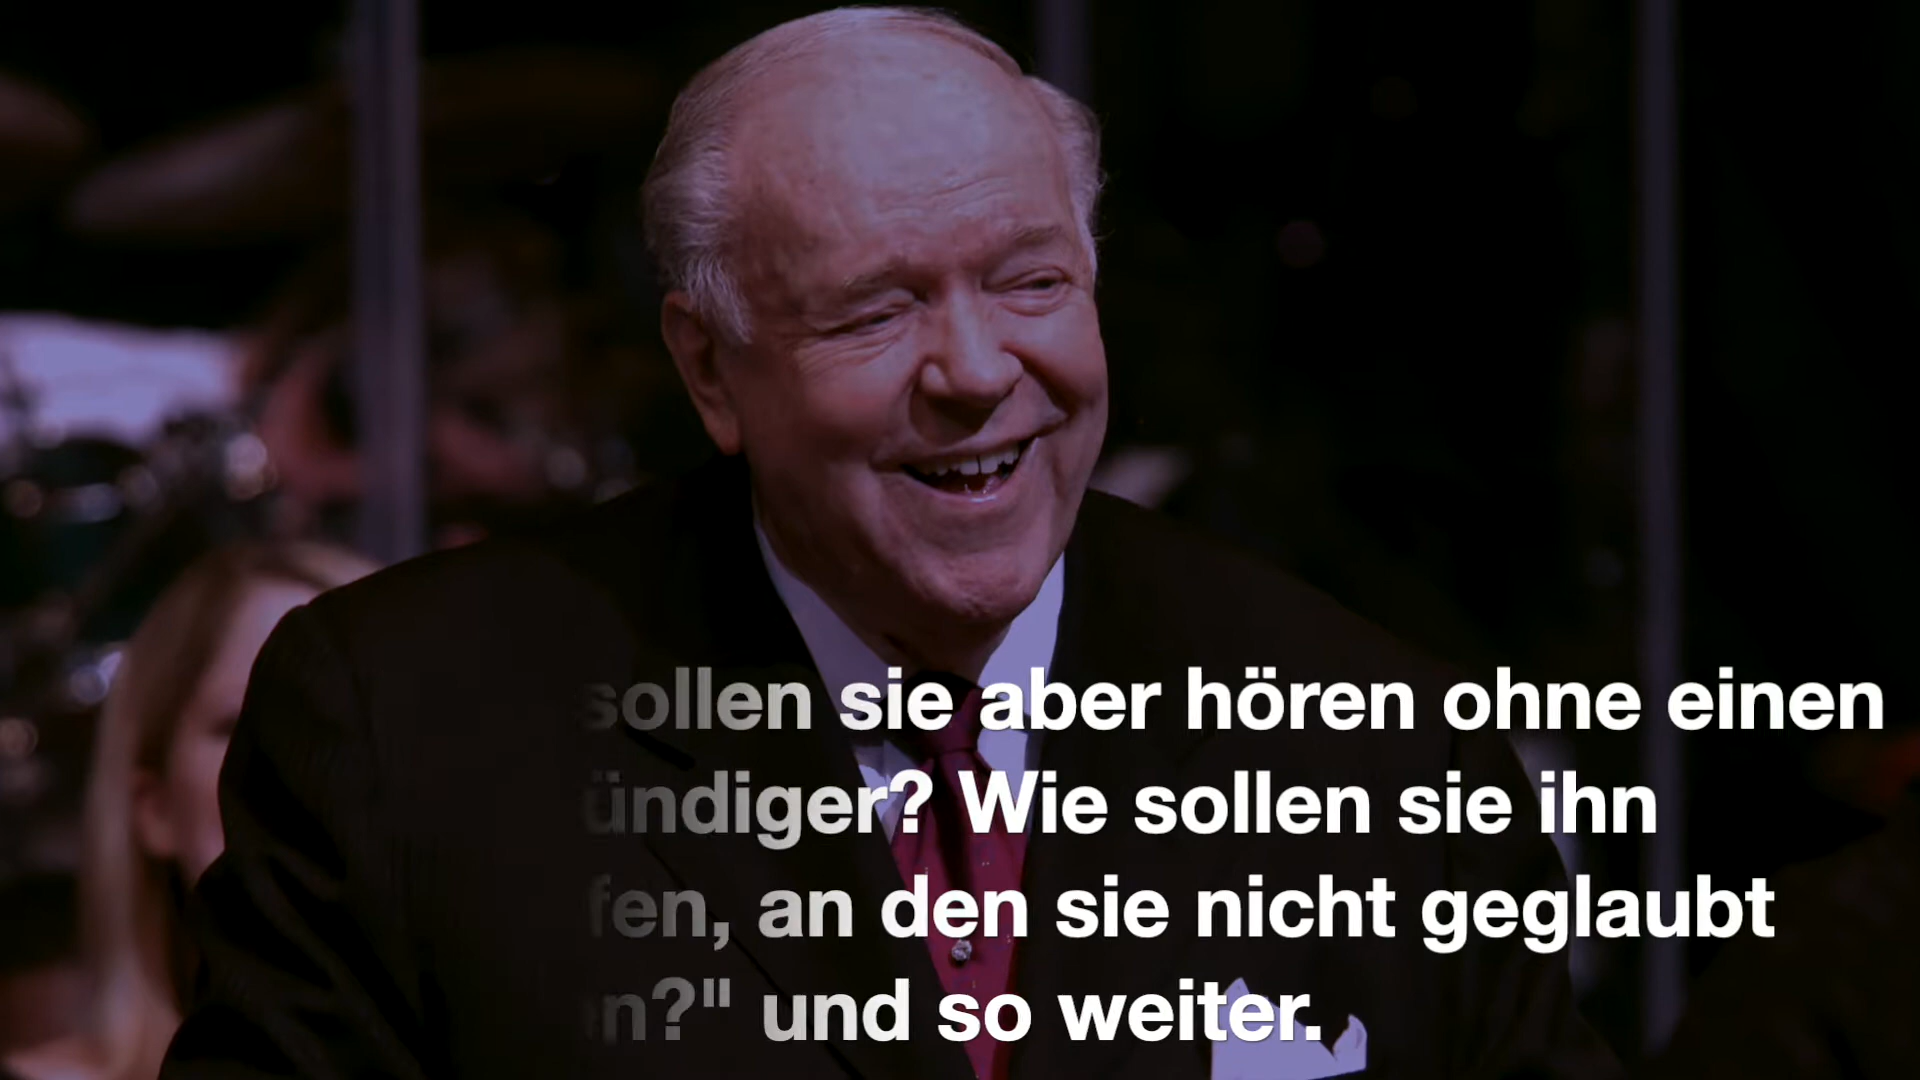 sollen sie aber hören ohne einen
ündiger? Wie sollen sie ihn
fen, an den sie nicht geglaubt
n?" und so weiter.